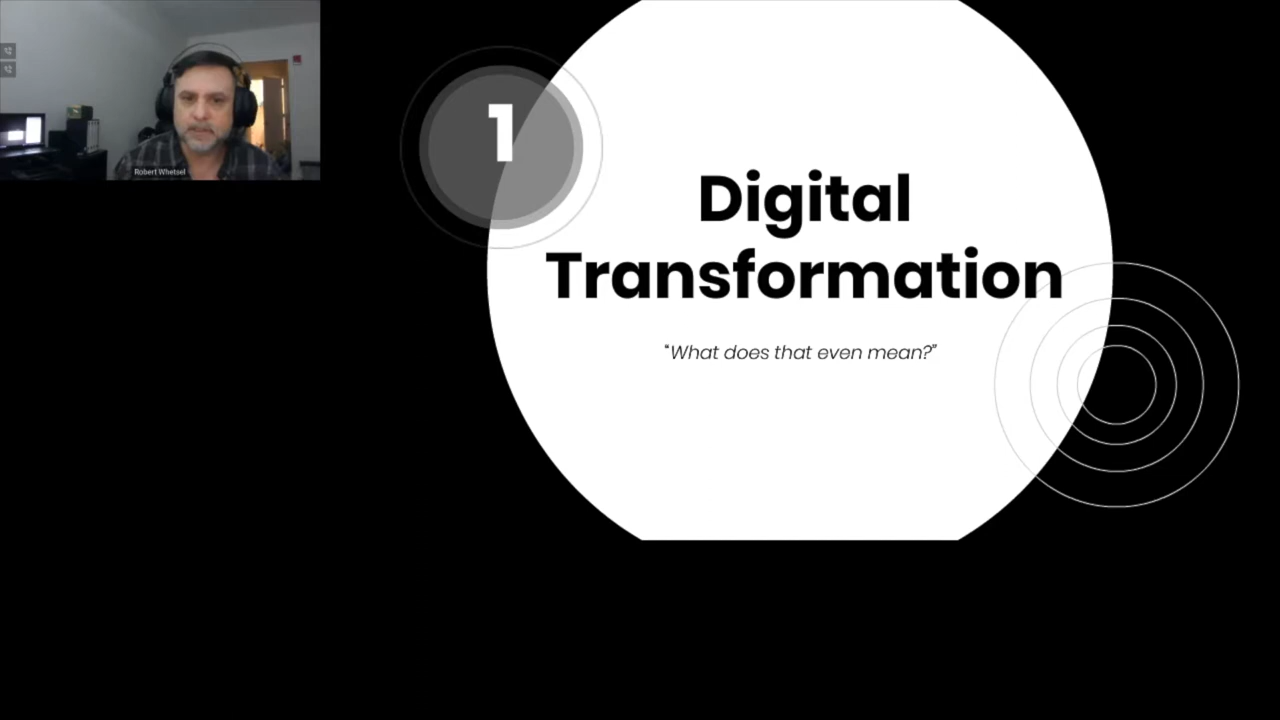 Robert Whetsel
1
Digital
Transformation
“What does that even mean?”